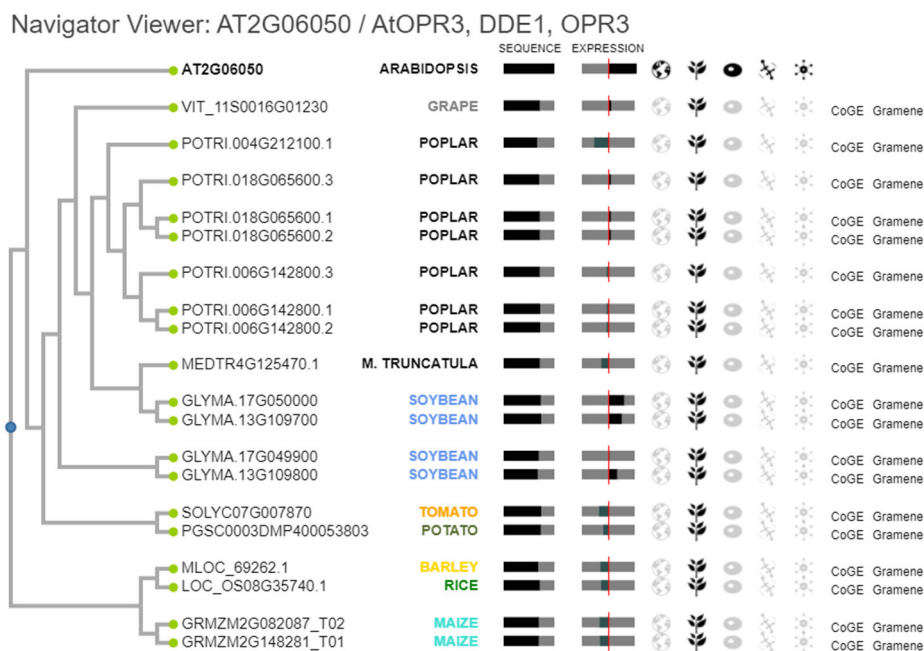 Navigator Viewer: AT2G06050 / AtOPR3, DDE1, OPR3
SEQUENCE EXPRESSION
AT2G06050 ARABIDOPSIS
VIT_11S0016G01230 GRAPE CoGE Gramene
POTRI.004G212100.1 POPLAR CoGE Gramene
POTRI.018G065600.3 POPLAR CoGE Gramene
POTRI.018G065600.1 POPLAR CoGE Gramene
POTRI.018G065600.2 POPLAR CoGE Gramene
POTRI.006G142800.3 POPLAR CoGE Gramene
POTRI.006G142800.1 POPLAR CoGE Gramene
POTRI.006G142800.2 POPLAR CoGE Gramene
MEDTR4G125470.1 M. TRUNCATULA CoGE Gramene
GLYMA.17G050000 SOYBEAN CoGE Gramene
GLYMA.13G109700 SOYBEAN CoGE Gramene
GLYMA.17G049900 SOYBEAN CoGE Gramene
GLYMA.13G109800 SOYBEAN CoGE Gramene
SOLYC07G007870 TOMATO CoGE Gramene
PGSC0003DMP400053803 POTATO CoGE Gramene
MLOC_69262.1 BARLEY CoGE Gramene
LOC_OS08G35740.1 RICE CoGE Gramene
GRMZM2G082087_T02 MAIZE CoGE Gramene
GRMZM2G148281_T01 MAIZE CoGE Gramene